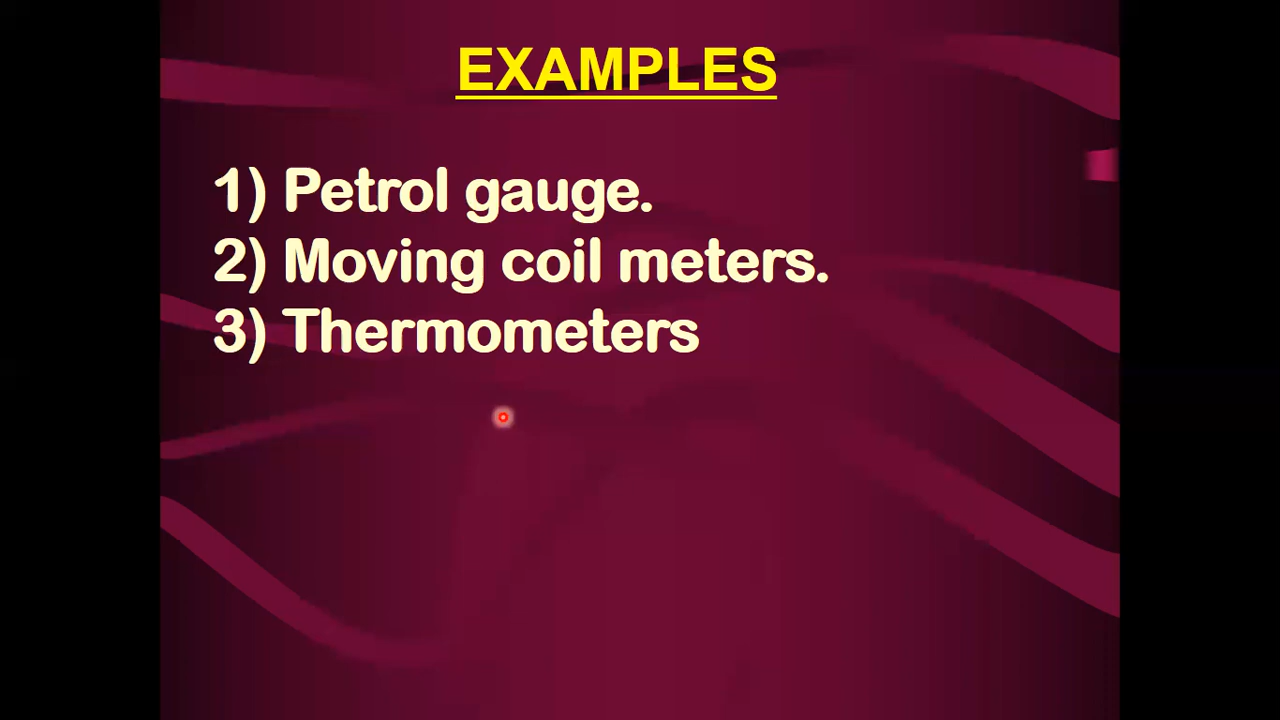 EXAMPLES
1) Petrol gauge.
2) Moving coil meters.
3) Thermometers